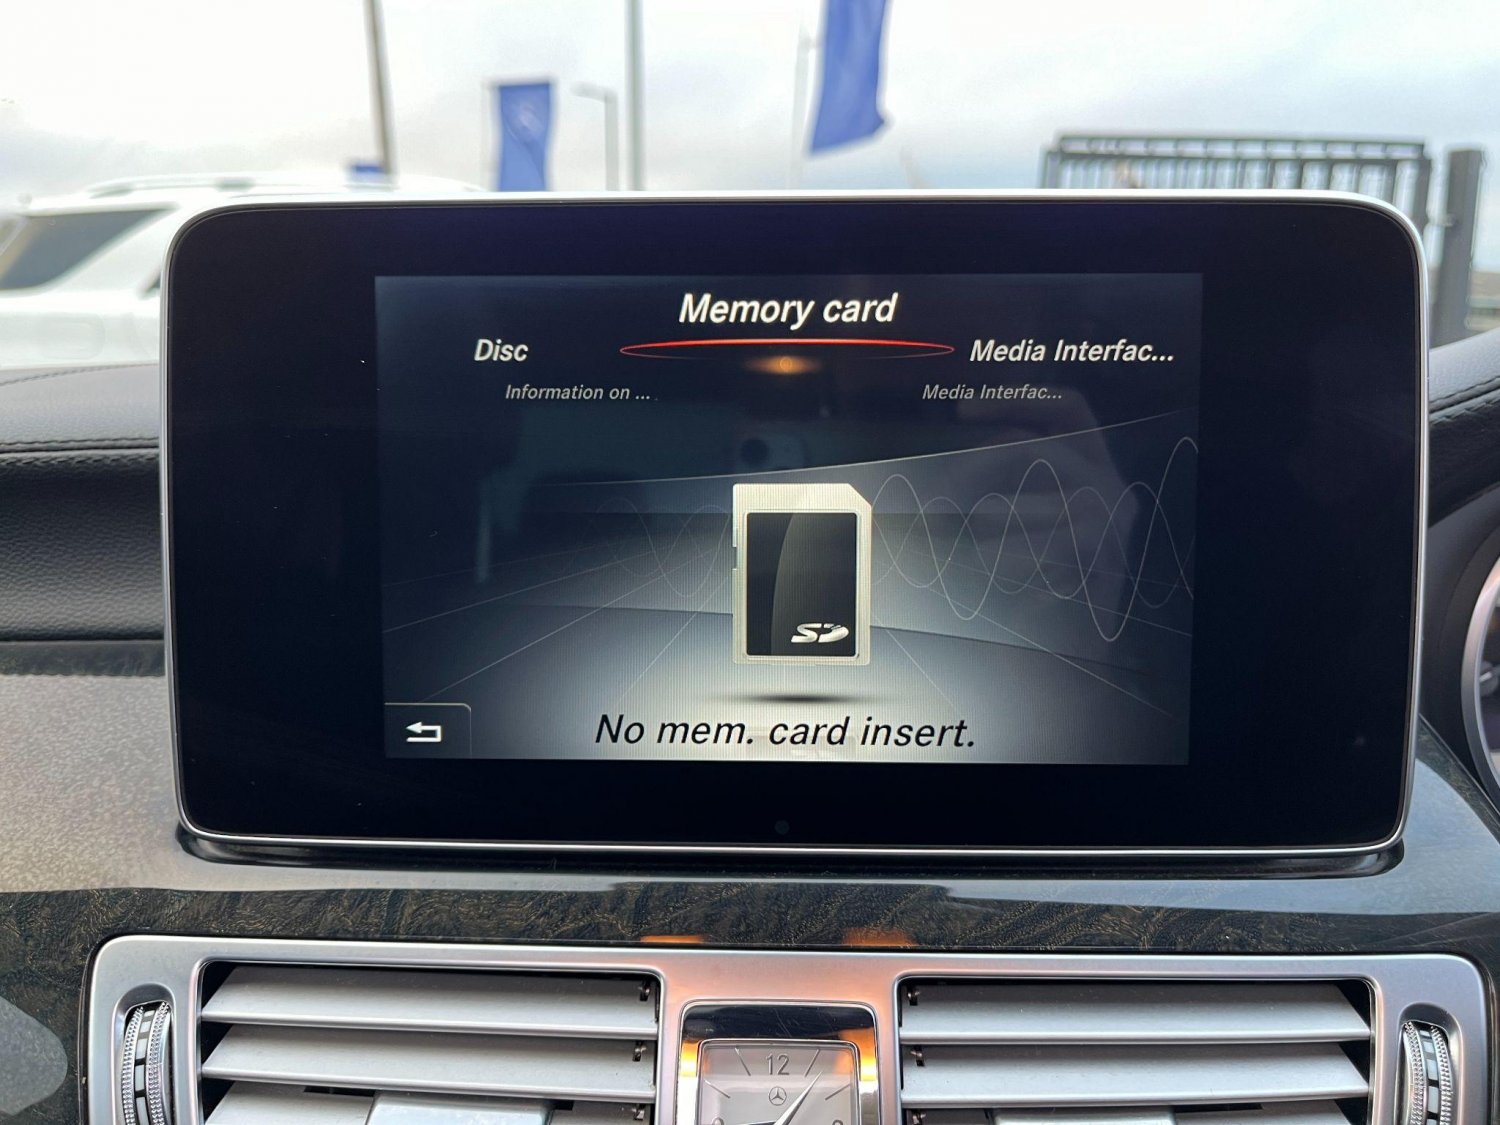 Memory card
Disc
Media Interfac...
Information on ...
Media Interfac...
SD
No mem. card insert.
12